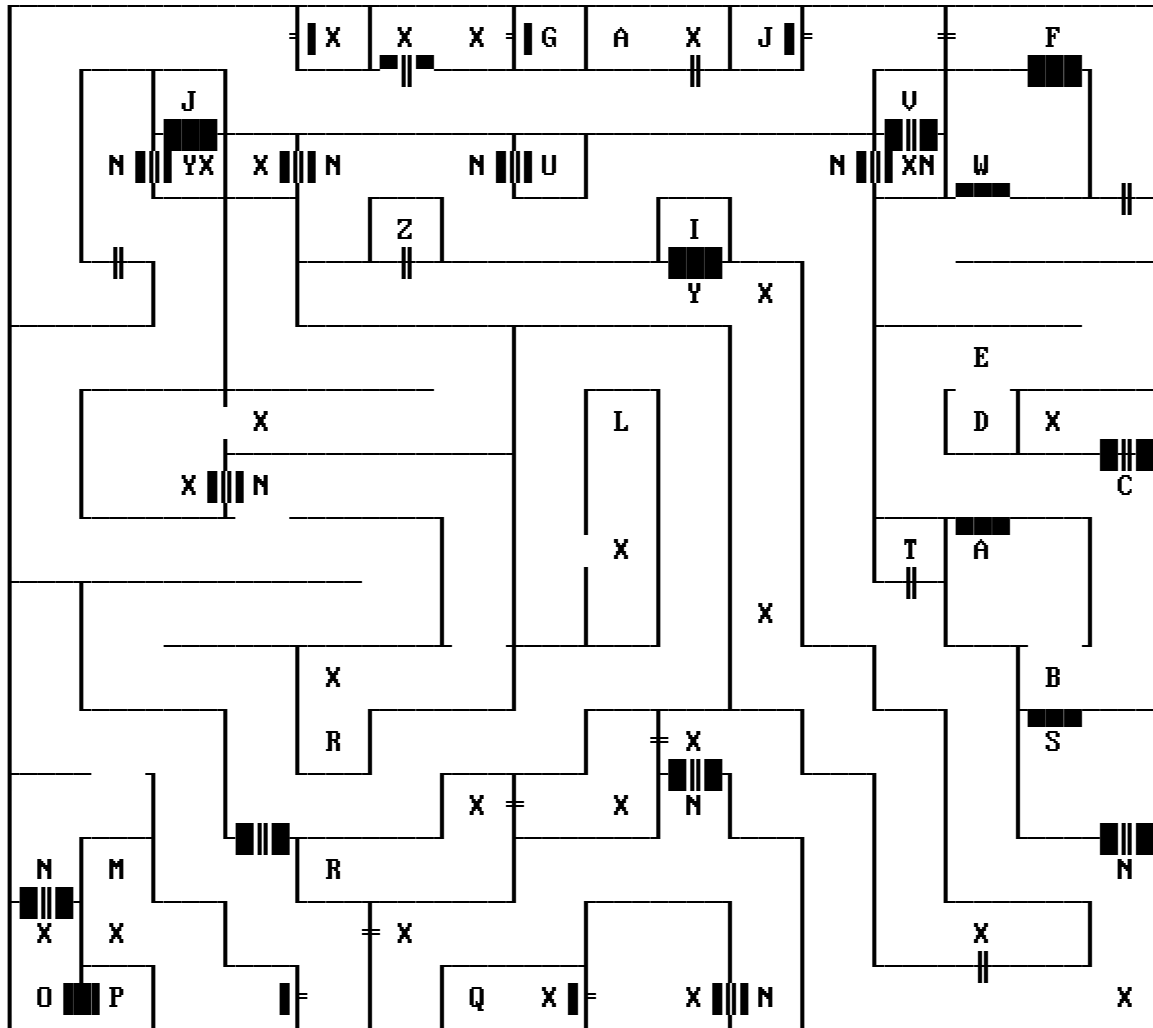 X X X G A X J F
J V
N YX X N N U N XN W
Z I
Y X
E
X L D X
X N C
X T A
X
X B
R X S
X X N
N M R N
X X X X
O P Q X X N X